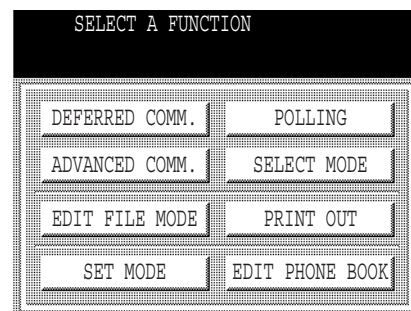 SELECT A FUNCTION
DEFERRED COMM. POLLING
ADVANCED COMM. SELECT MODE
EDIT FILE MODE PRINT OUT
SET MODE EDIT PHONE BOOK